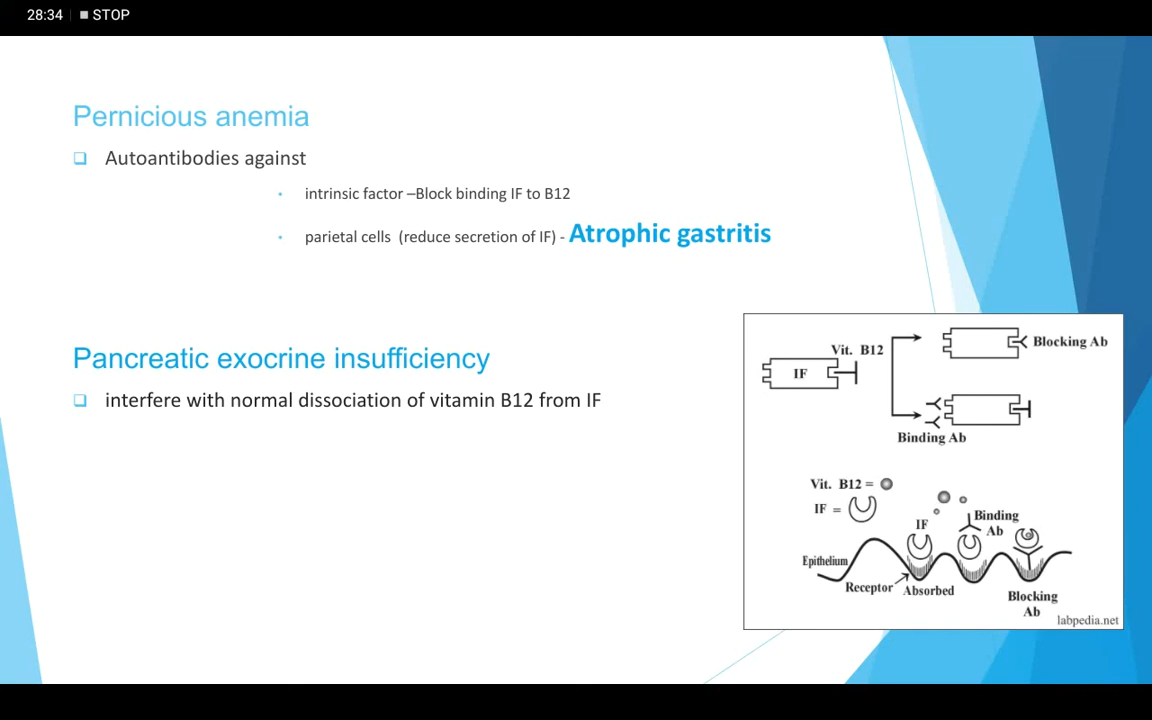 28:34 STOP
Pernicious anemia
Autoantibodies against
intrinsic factor –Block binding IF to B12
parietal cells (reduce secretion of IF) - Atrophic gastritis
Pancreatic exocrine insufficiency
interfere with normal dissociation of vitamin B12 from IF
Vit. B12
IF
Blocking Ab
Binding Ab
Vit. B12 =
IF =
IF
Binding
Ab
Epithelium
Receptor
Absorbed
Blocking
Ab
labpedia.net